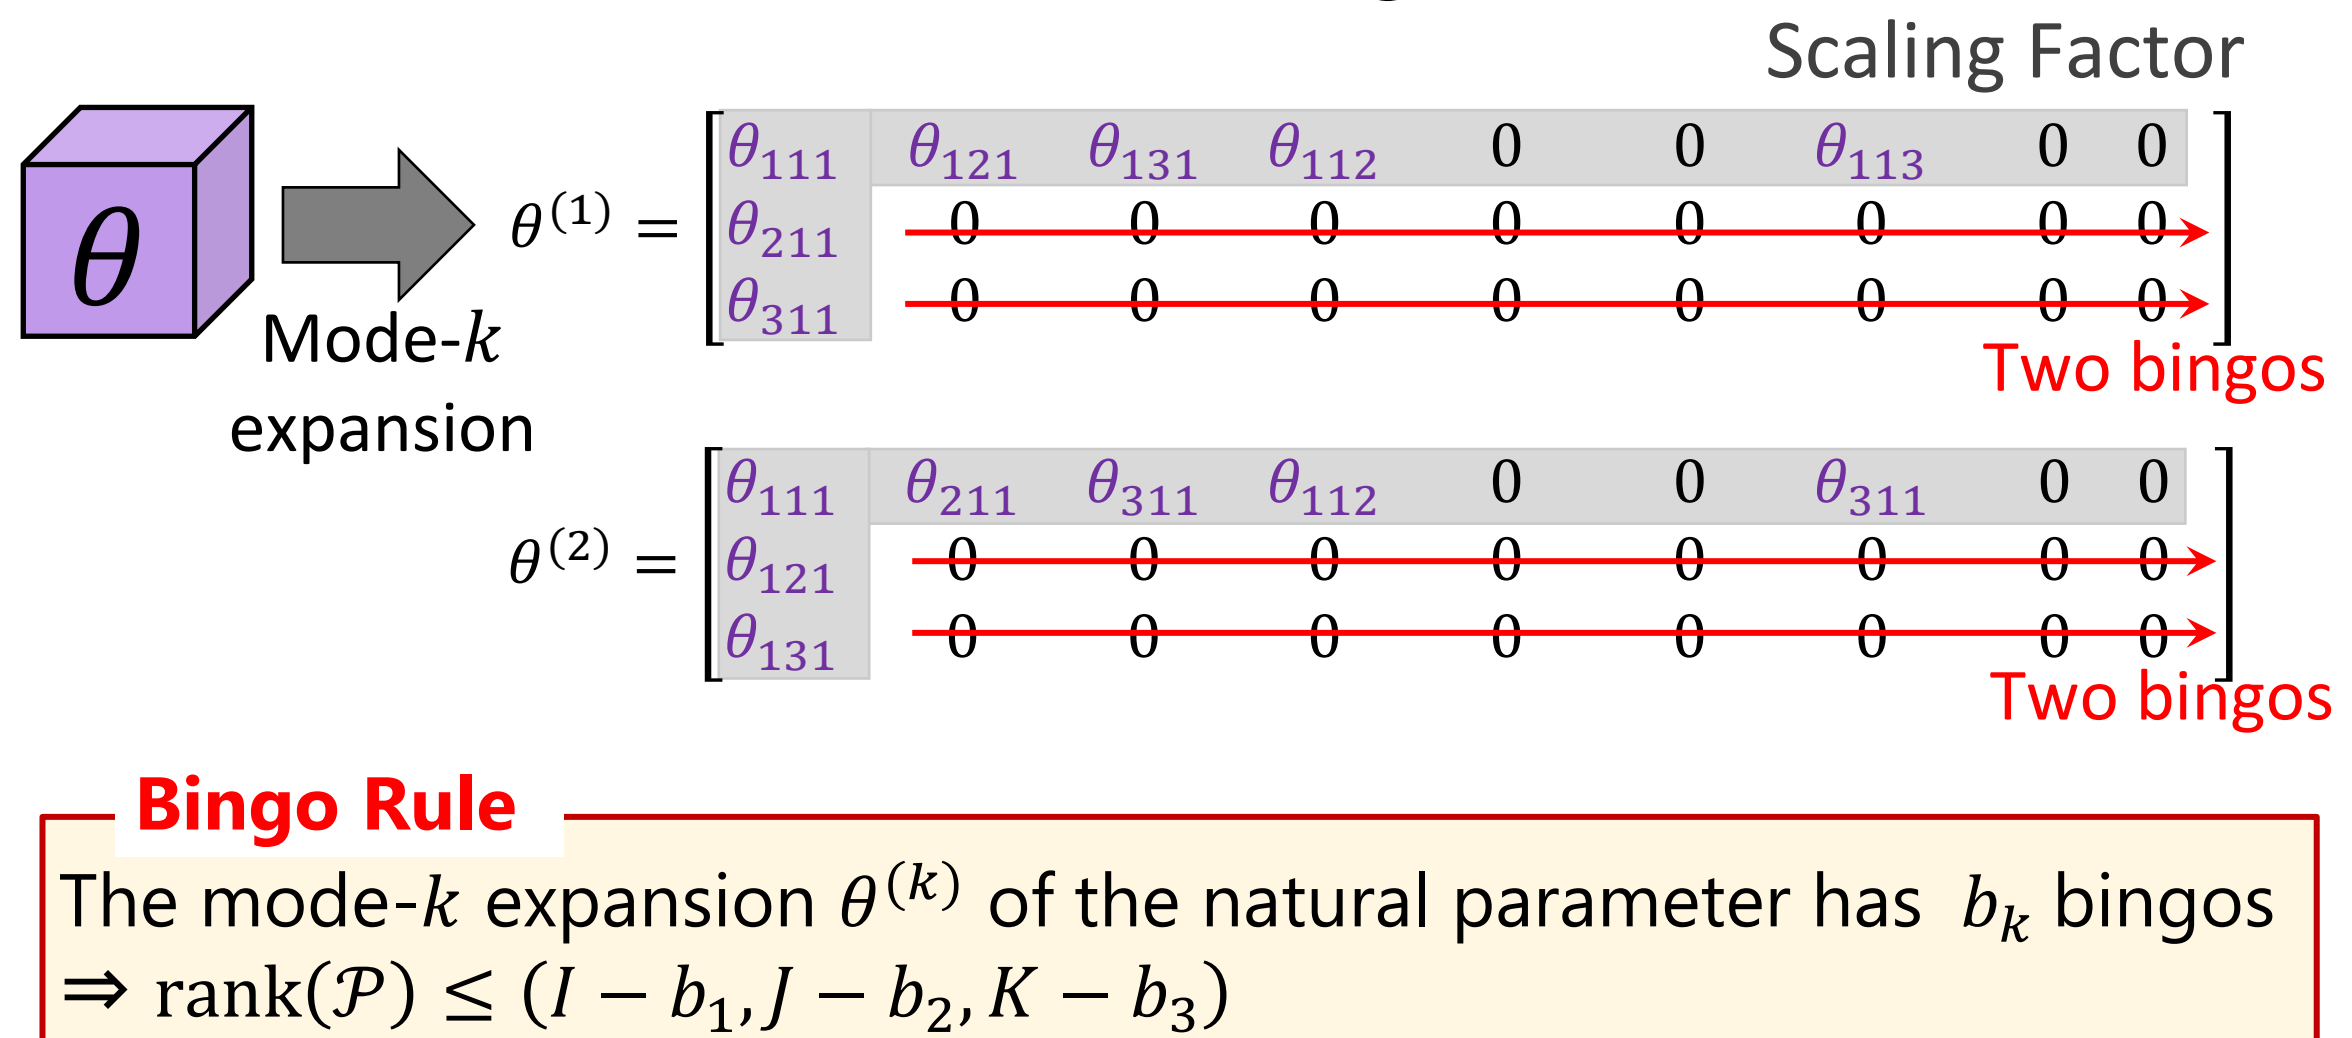 Scaling Factor
θ
Mode-k
expansion
θ⁽¹⁾ =
θ₁₁₁ θ₁₂₁ θ₁₃₁ θ₁₁₂ 0 0 θ₁₁₃ 0 0
θ₂₁₁ 0 0 0 0 0 0 0 0
θ₃₁₁ 0 0 0 0 0 0 0 0
Two bingos
θ⁽²⁾ =
θ₁₁₁ θ₂₁₁ θ₃₁₁ θ₁₁₂ 0 0 θ₃₁₁ 0 0
θ₁₂₁ 0 0 0 0 0 0 0 0
θ₁₃₁ 0 0 0 0 0 0 0 0
Two bingos
Bingo Rule
The mode-k expansion θ⁽ᵏ⁾ of the natural parameter has bₖ bingos
⇒ rank(𝒫) ≤ (I − b₁, J − b₂, K − b₃)